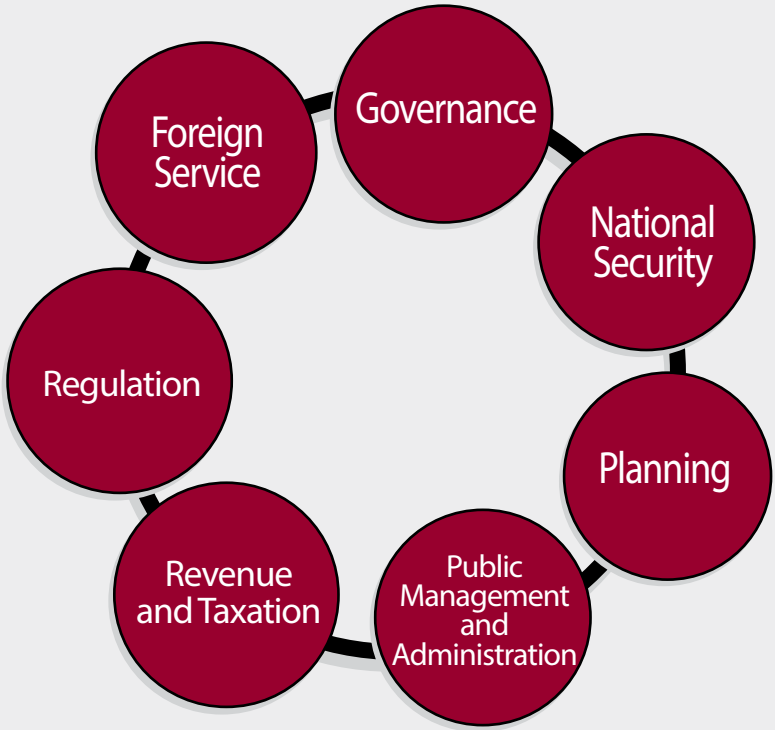 Governance
National
Security
Planning
Public
Management
and
Administration
Revenue
and Taxation
Regulation
Foreign
Service